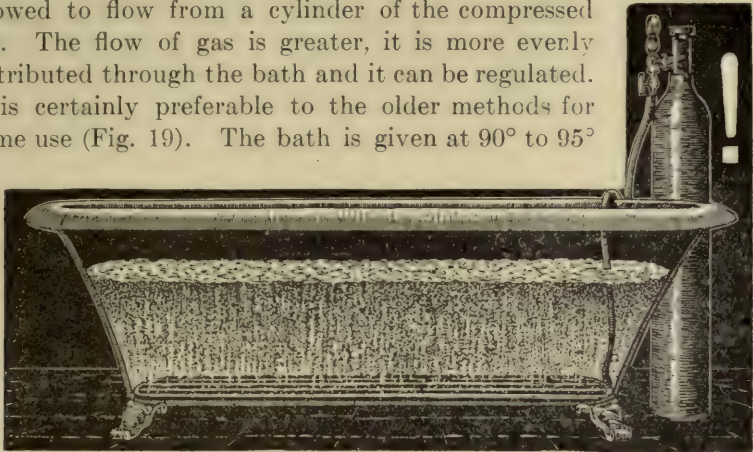 owed to flow from a cylinder of the compressed
. The flow of gas is greater, it is more evenly
tributed through the bath and it can be regulated.
is certainly preferable to the older methods for
me use (Fig. 19). The bath is given at 90° to 95°
!